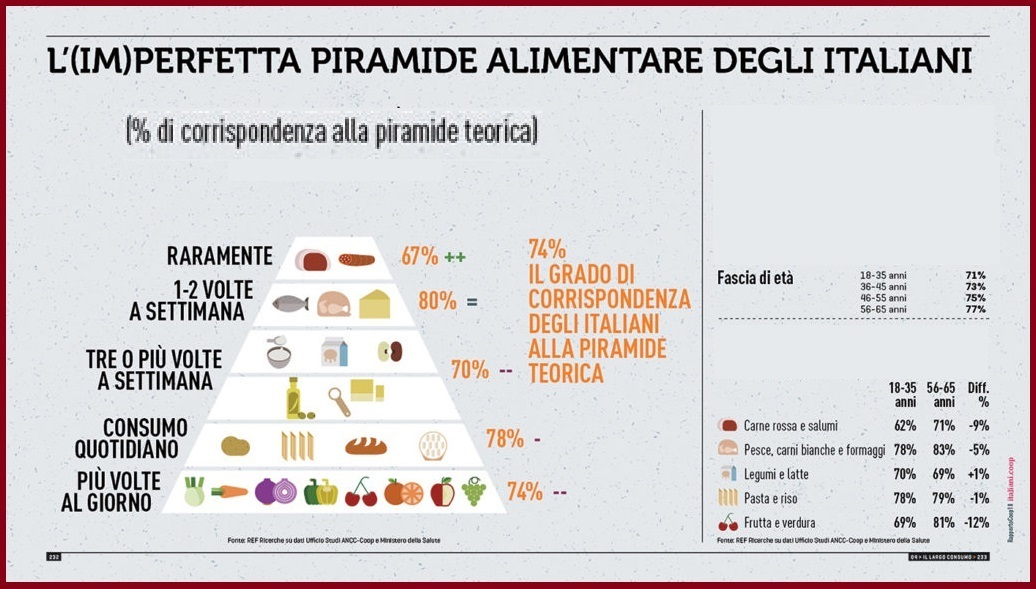 L'(IM)PERFETTA PIRAMIDE ALIMENTARE DEGLI ITALIANI
(% di corrispondenza alla piramide teorica)
RARAMENTE
67% ++
1-2 VOLTE
A SETTIMANA
80% =
TRE O PIÙ VOLTE
A SETTIMANA
70% --
CONSUMO
QUOTIDIANO
78% -
PIÙ VOLTE
AL GIORNO
74% --
74%
IL GRADO DI
CORRISPONDENZA
DEGLI ITALIANI
ALLA PIRAMIDE
TEORICA
Fonte: REF Ricerche su dati Ufficio Studi ANCC-Coop e Ministero della Salute
232
Fascia di età
18-35 anni 71%
36-45 anni 73%
46-55 anni 75%
56-65 anni 77%
18-35 anni 56-65 anni Diff. %
Carne rossa e salumi 62% 71% -9%
Pesce, carni bianche e formaggi 78% 83% -5%
Legumi e latte 70% 69% +1%
Pasta e riso 78% 79% -1%
Frutta e verdura 69% 81% -12%
Fonte: REF Ricerche su dati Ufficio Studi ANCC-Coop e Ministero della Salute
04 > IL LARGO CONSUMO > 233
RapportoCoop18 italiani.coop